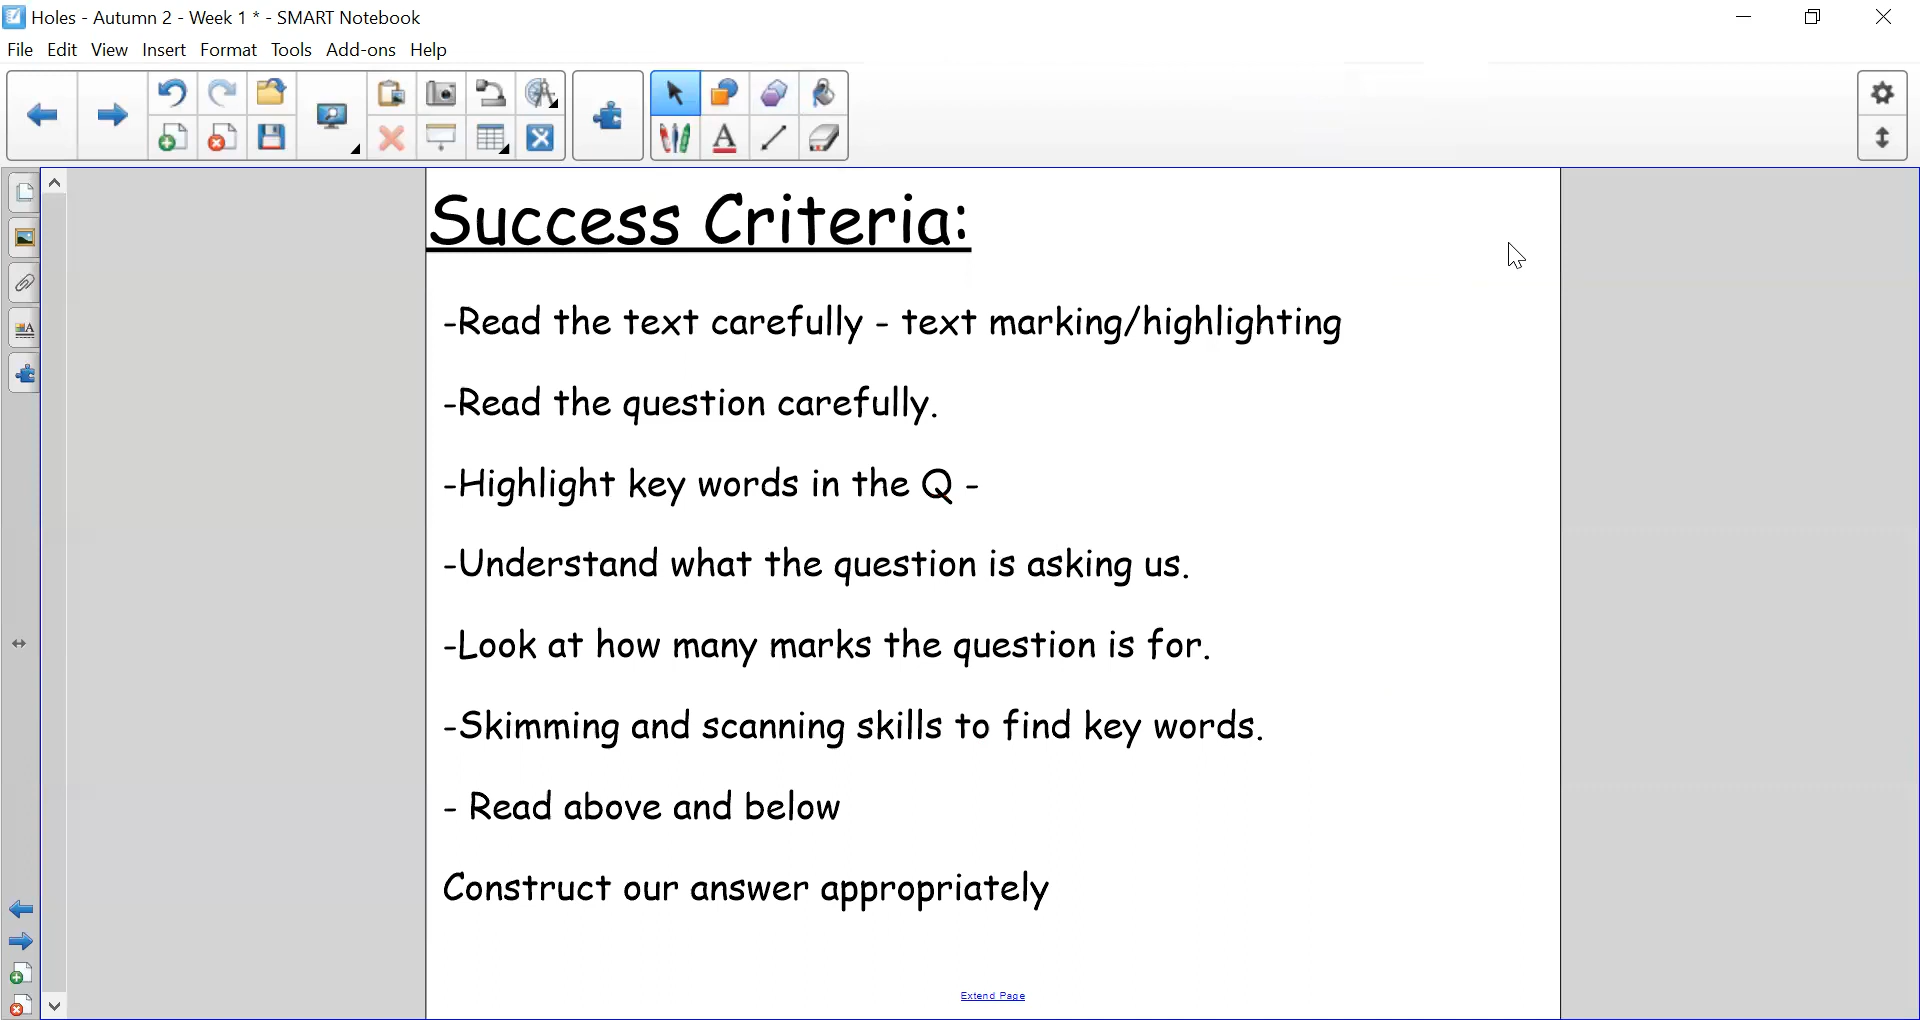 Holes - Autumn 2 - Week 1 * - SMART Notebook
File Edit View Insert Format Tools Add-ons Help
Success Criteria:
-Read the text carefully - text marking/highlighting
-Read the question carefully.
-Highlight key words in the Q -
-Understand what the question is asking us.
-Look at how many marks the question is for.
-Skimming and scanning skills to find key words.
- Read above and below
Construct our answer appropriately
Extend Page